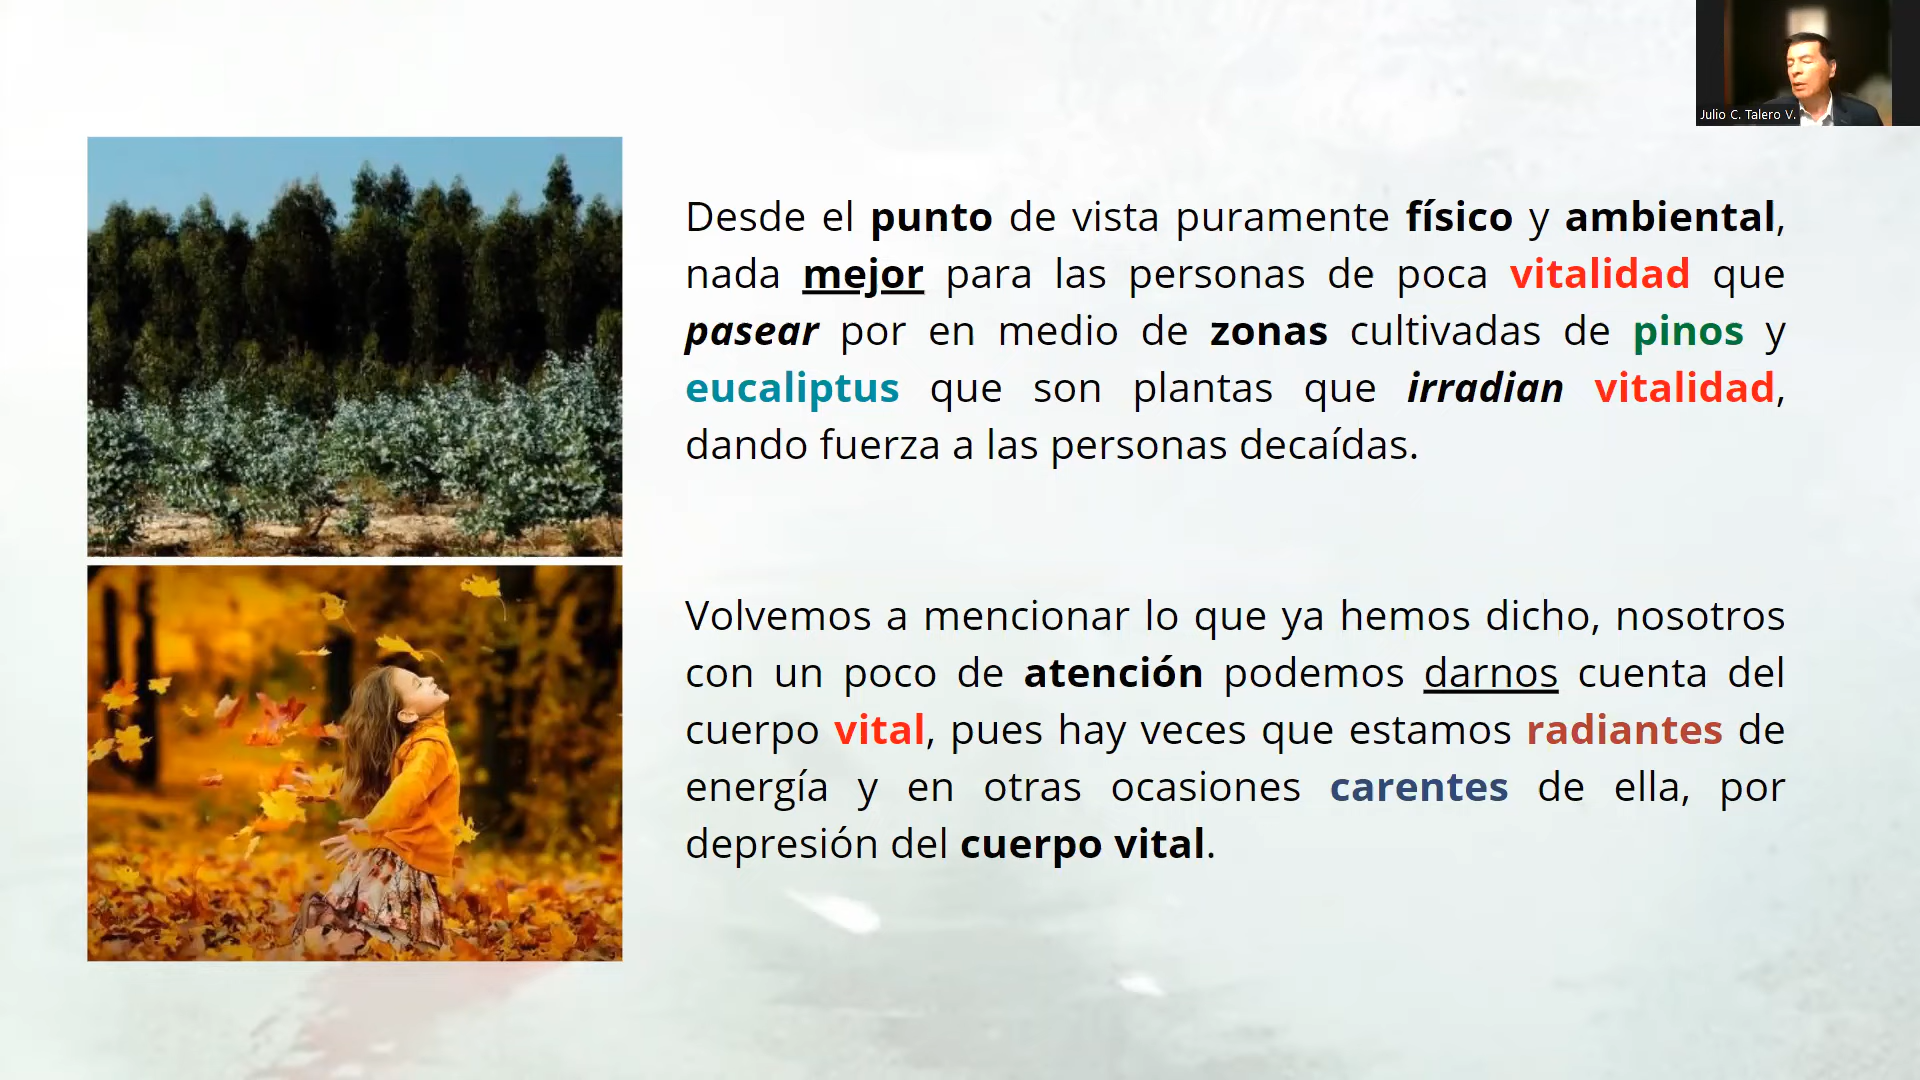 Julio C. Talero V.
Desde el punto de vista puramente físico y ambiental,
nada mejor para las personas de poca vitalidad que
pasear por en medio de zonas cultivadas de pinos y
eucaliptus que son plantas que irradian vitalidad,
dando fuerza a las personas decaídas.
Volvemos a mencionar lo que ya hemos dicho, nosotros
con un poco de atención podemos darnos cuenta del
cuerpo vital, pues hay veces que estamos radiantes de
energía y en otras ocasiones carentes de ella, por
depresión del cuerpo vital.